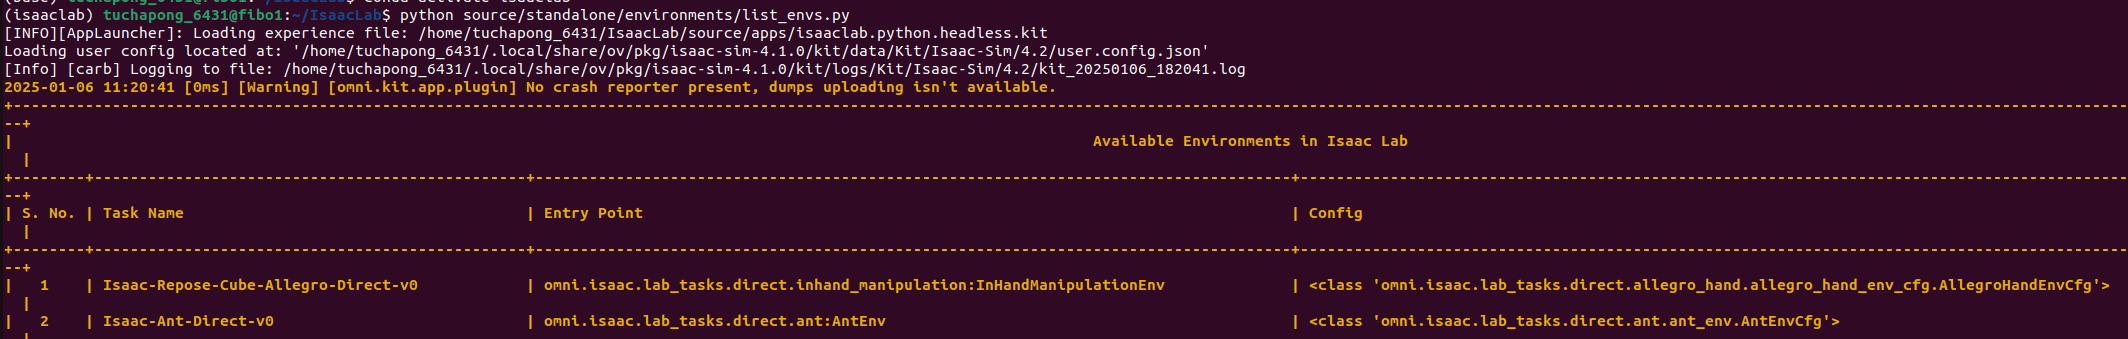 (isaaclab) tuchapong_6431@fibo1:~/IsaacLab$ python source/standalone/environments/list_envs.py
[INFO][AppLauncher]: Loading experience file: /home/tuchapong_6431/IsaacLab/source/apps/isaaclab.python.headless.kit
Loading user config located at: '/home/tuchapong_6431/.local/share/ov/pkg/isaac-sim-4.1.0/kit/data/Kit/Isaac-Sim/4.2/user.config.json'
[Info] [carb] Logging to file: /home/tuchapong_6431/.local/share/ov/pkg/isaac-sim-4.1.0/kit/logs/Kit/Isaac-Sim/4.2/kit_20250106_182041.log
2025-01-06 11:20:41 [0ms] [Warning] [omni.kit.app.plugin] No crash reporter present, dumps uploading isn't available.
Available Environments in Isaac Lab
| S. No. | Task Name | Entry Point | Config |
| 1 | Isaac-Repose-Cube-Allegro-Direct-v0 | omni.isaac.lab_tasks.direct.inhand_manipulation:InHandManipulationEnv | <class 'omni.isaac.lab_tasks.direct.allegro_hand.allegro_hand_env_cfg.AllegroHandEnvCfg'> |
| 2 | Isaac-Ant-Direct-v0 | omni.isaac.lab_tasks.direct.ant:AntEnv | <class 'omni.isaac.lab_tasks.direct.ant.ant_env.AntEnvCfg'> |